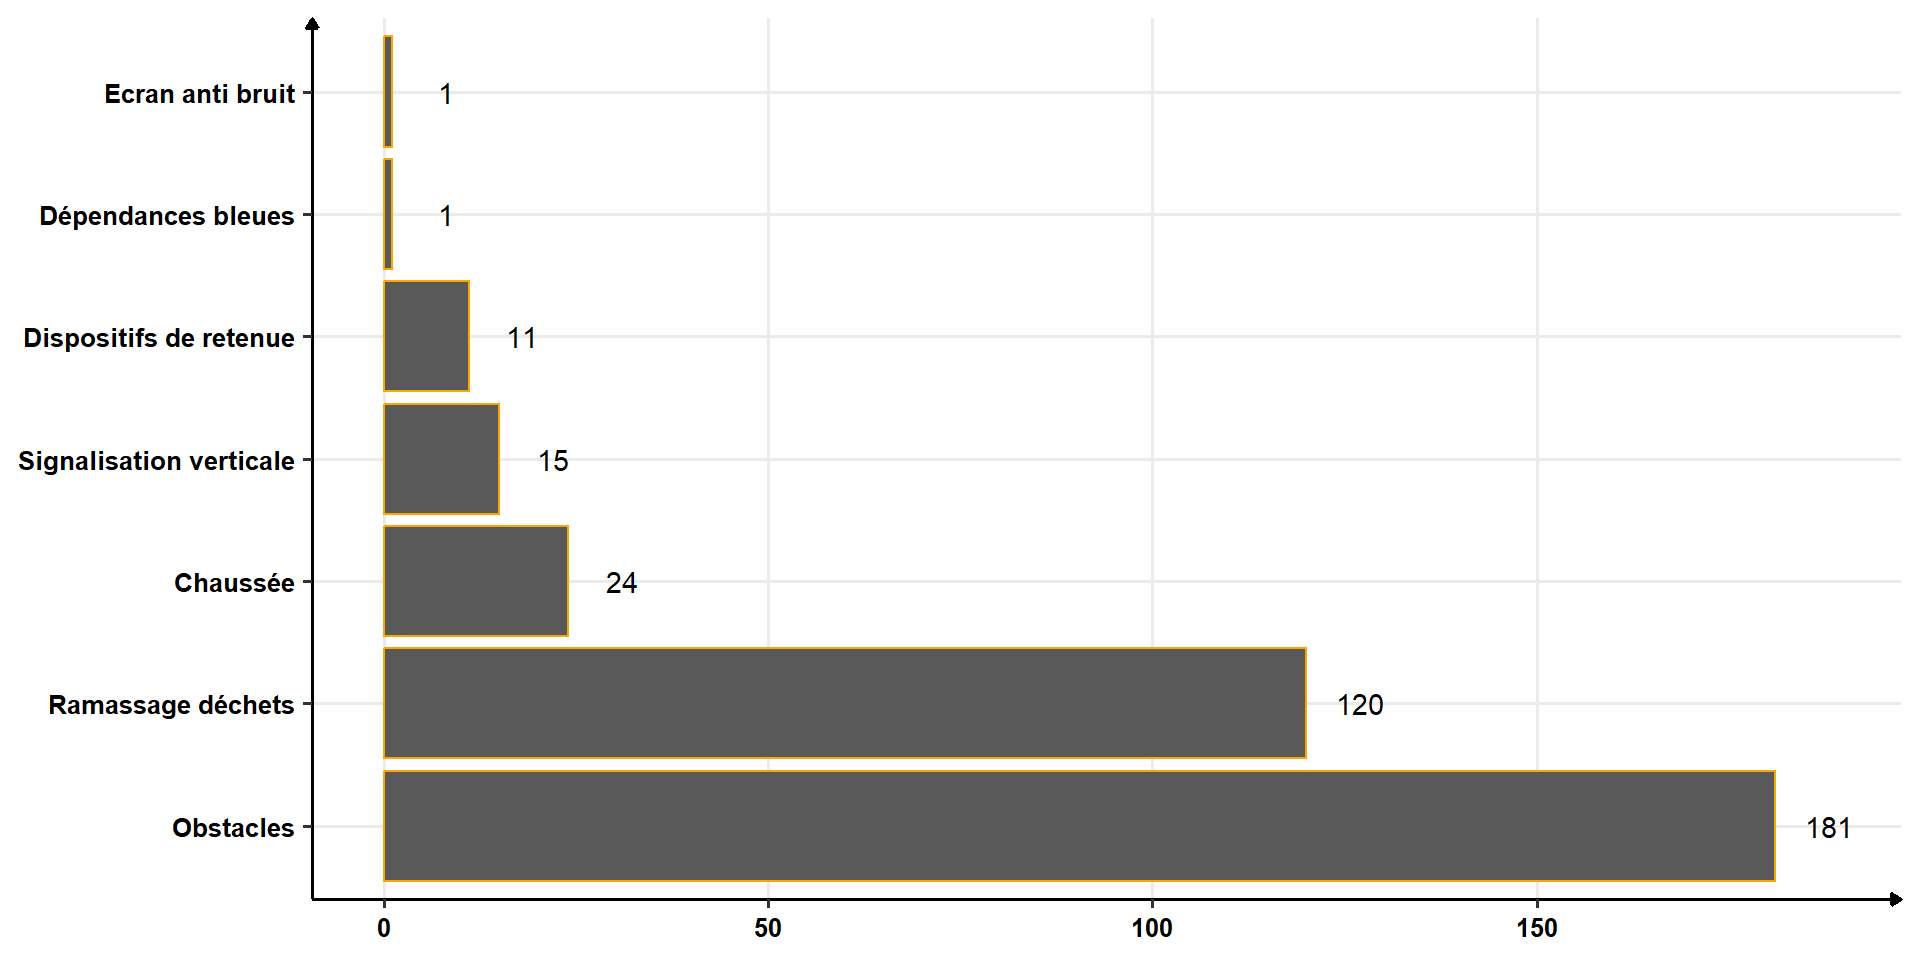 Ecran anti bruit 1
Dépendances bleues 1
Dispositifs de retenue 11
Signalisation verticale 15
Chaussée 24
Ramassage déchets 120
Obstacles 181
0 50 100 150